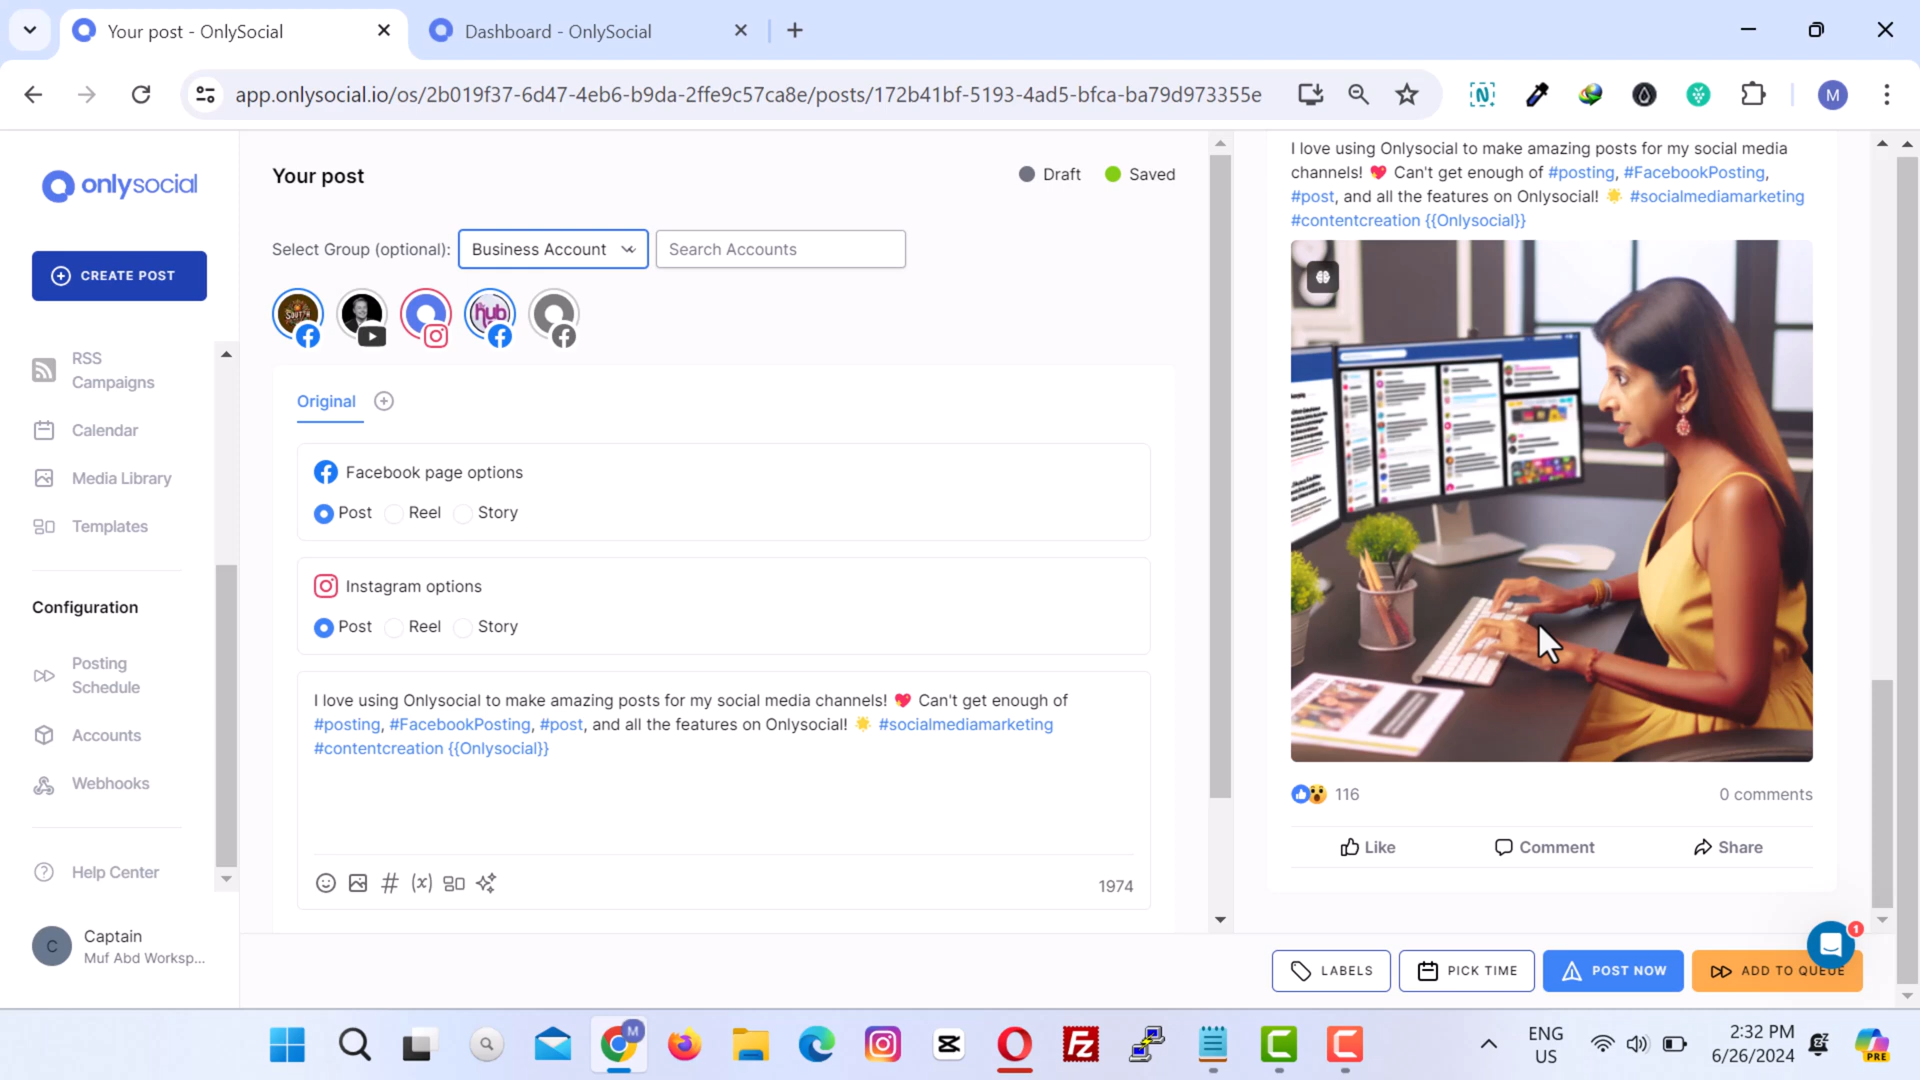 Your post - OnlySocial
Dashboard - OnlySocial
app.onlysocial.io/os/2b019f37-6d47-4eb6-b9da-2ffe9c57ca8e/posts/172b41bf-5193-4ad5-bfca-ba79d973355e
M
onlysocial
CREATE POST
RSS
Campaigns
Calendar
Media Library
Templates
Configuration
Posting
Schedule
Accounts
Webhooks
Help Center
C
Captain
Muf Abd Worksp...
Your post
Draft
Saved
Select Group (optional):
Business Account
Search Accounts
hub
Original
Facebook page options
Post
Reel
Story
Instagram options
Post
Reel
Story
I love using Onlysocial to make amazing posts for my social media channels! 💖 Can't get enough of
#posting, #FacebookPosting, #post, and all the features on Onlysocial! 🌟 #socialmediamarketing
#contentcreation {{Onlysocial}}
1974
I love using Onlysocial to make amazing posts for my social media
channels! 💖 Can't get enough of #posting, #FacebookPosting,
#post, and all the features on Onlysocial! 🌟 #socialmediamarketing
#contentcreation {{Onlysocial}}
116
0 comments
Like
Comment
Share
1
LABELS
PICK TIME
POST NOW
ADD TO QUEUE
M
ENG
US
2:32 PM
6/26/2024
PRE